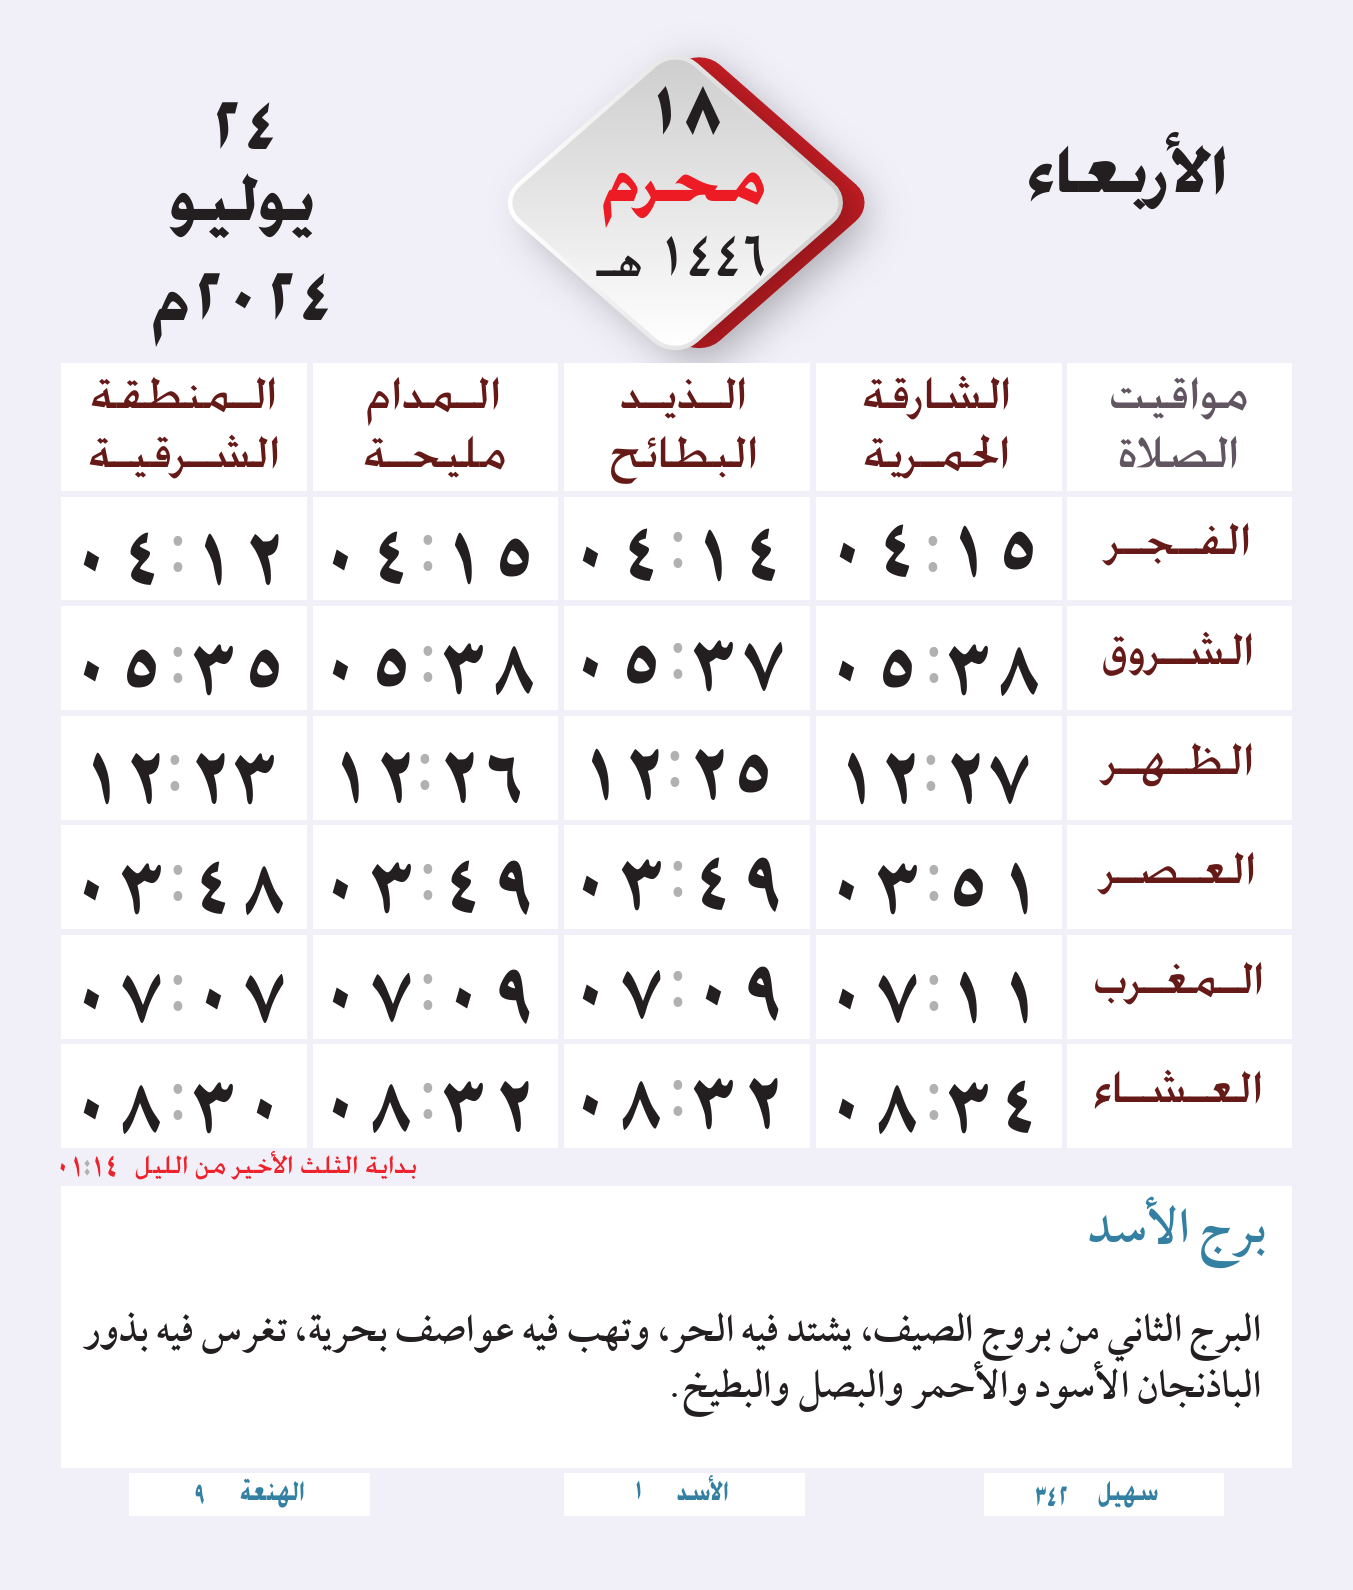 الأربعاء
١٨
محرم
١٤٤٦ هـ
٢٤
يوليو
٢٠٢٤م
مواقيت الصلاة
الشارقة الحمرية
الذيد البطائح
المدام مليحة
المنطقة الشرقية
الفجر ٠٤:١٥ ٠٤:١٤ ٠٤:١٥ ٠٤:١٢
الشروق ٠٥:٣٨ ٠٥:٣٧ ٠٥:٣٨ ٠٥:٣٥
الظهر ١٢:٢٧ ١٢:٢٥ ١٢:٢٦ ١٢:٢٣
العصر ٠٣:٥١ ٠٣:٤٩ ٠٣:٤٩ ٠٣:٤٨
المغرب ٠٧:١١ ٠٧:٠٩ ٠٧:٠٩ ٠٧:٠٧
العشاء ٠٨:٣٤ ٠٨:٣٢ ٠٨:٣٢ ٠٨:٣٠
بداية الثلث الأخير من الليل ٠١:١٤
برج الأسد
البرج الثاني من بروج الصيف، يشتد فيه الحر، وتهب فيه عواصف بحرية، تغرس فيه بذور
الباذنجان الأسود والأحمر والبصل والبطيخ.
سهيل ٣٤٢
الأسد ١
الهنعة ٩